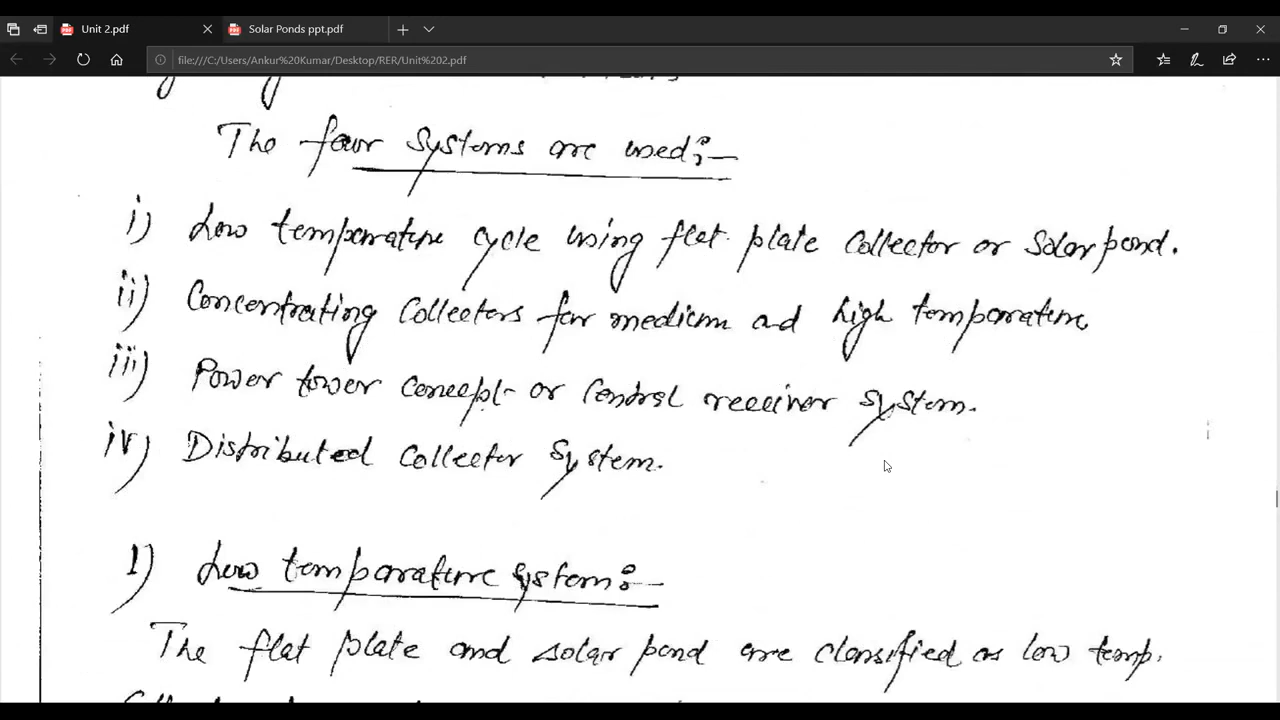 Unit 2.pdf
Solar Ponds ppt.pdf
file:///C:/Users/Ankur%20Kumar/Desktop/RER/Unit%202.pdf
The four systems are used:-
i) Low temperature cycle using flat plate collector or solar pond.
ii) Concentrating collectors for medium and high temperature.
iii) Power tower concept or central receiver system.
iv) Distributed collector system.
1) Low temperature system:-
The flat plate and solar pond are classified as low temp.